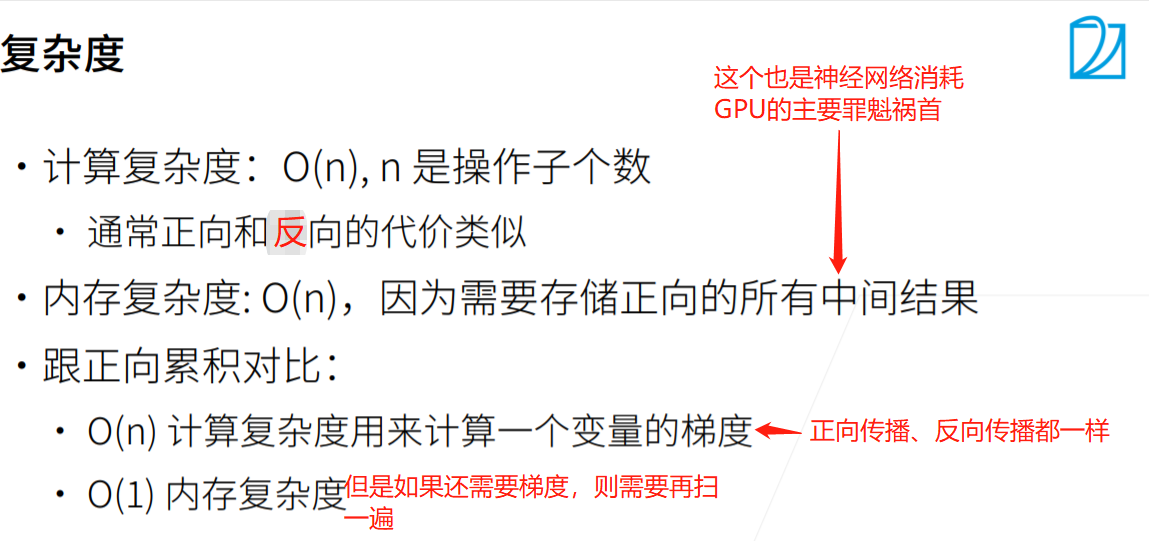 复杂度
这个也是神经网络消耗
GPU的主要罪魁祸首
• 计算复杂度：O(n), n 是操作子个数
• 通常正向和反向的代价类似
• 内存复杂度: O(n)，因为需要存储正向的所有中间结果
• 跟正向累积对比：
• O(n) 计算复杂度用来计算一个变量的梯度
正向传播、反向传播都一样
• O(1) 内存复杂度
但是如果还需要梯度，则需要再扫
一遍